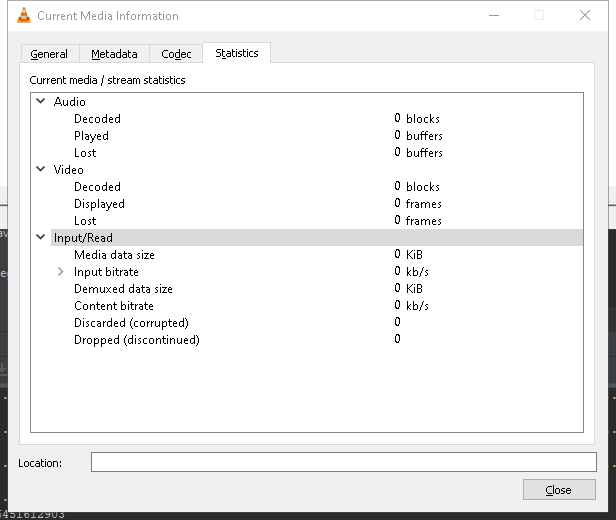 Current Media Information
General Metadata Codec Statistics
Current media / stream statistics
Audio
Decoded 0 blocks
Played 0 buffers
Lost 0 buffers
Video
Decoded 0 blocks
Displayed 0 frames
Lost 0 frames
Input/Read
Media data size 0 KiB
Input bitrate 0 kb/s
Demuxed data size 0 KiB
Content bitrate 0 kb/s
Discarded (corrupted) 0
Dropped (discontinued) 0
Location:
Close
451612903